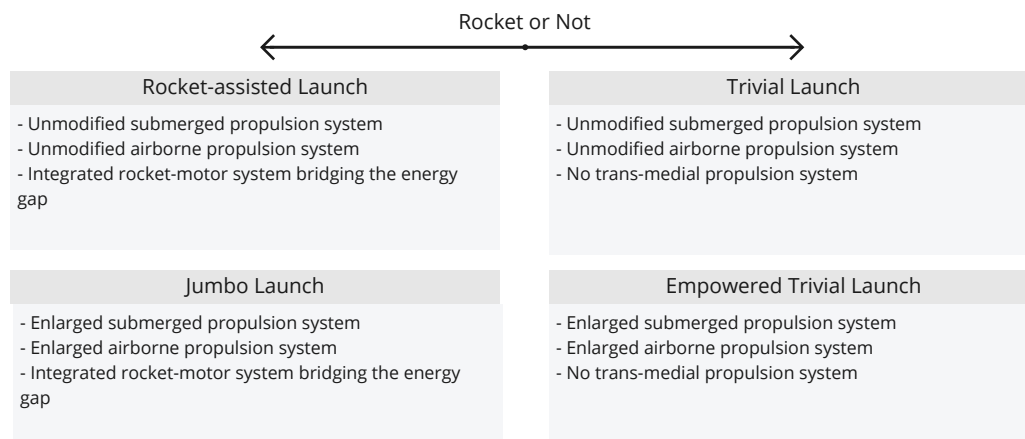 Rocket or Not
Rocket-assisted Launch
- Unmodified submerged propulsion system
- Unmodified airborne propulsion system
- Integrated rocket-motor system bridging the energy
gap
Trivial Launch
- Unmodified submerged propulsion system
- Unmodified airborne propulsion system
- No trans-medial propulsion system
Jumbo Launch
- Enlarged submerged propulsion system
- Enlarged airborne propulsion system
- Integrated rocket-motor system bridging the energy
gap
Empowered Trivial Launch
- Enlarged submerged propulsion system
- Enlarged airborne propulsion system
- No trans-medial propulsion system